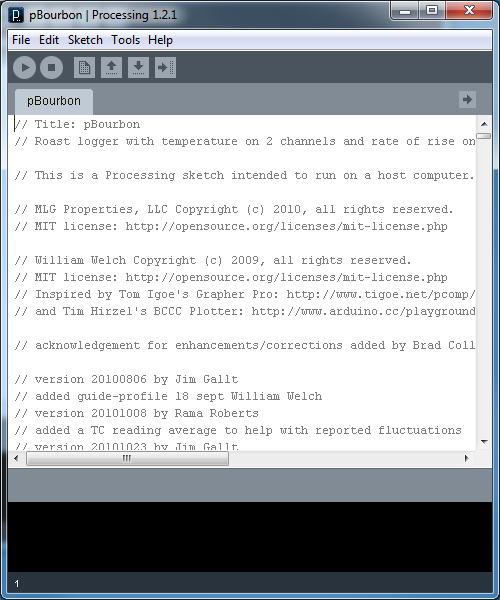 pBourbon | Processing 1.2.1
File Edit Sketch Tools Help
pBourbon
// Title: pBourbon
// Roast logger with temperature on 2 channels and rate of rise on
// This is a Processing sketch intended to run on a host computer.
// MLG Properties, LLC Copyright (c) 2010, all rights reserved.
// MIT license: http://opensource.org/licenses/mit-license.php
// William Welch Copyright (c) 2009, all rights reserved.
// MIT license: http://opensource.org/licenses/mit-license.php
// Inspired by Tom Igoe's Grapher Pro: http://www.tigoe.net/pcomp/
// and Tim Hirzel's BCCC Plotter: http://www.arduino.cc/playground
// acknowledgement for enhancements/corrections added by Brad Coll
// version 20100806 by Jim Gallt
// added guide-profile 18 sept William Welch
// version 20101008 by Rama Roberts
// added a TC reading average to help with reported fluctuations
// version 20101023 by Jim Gallt
1